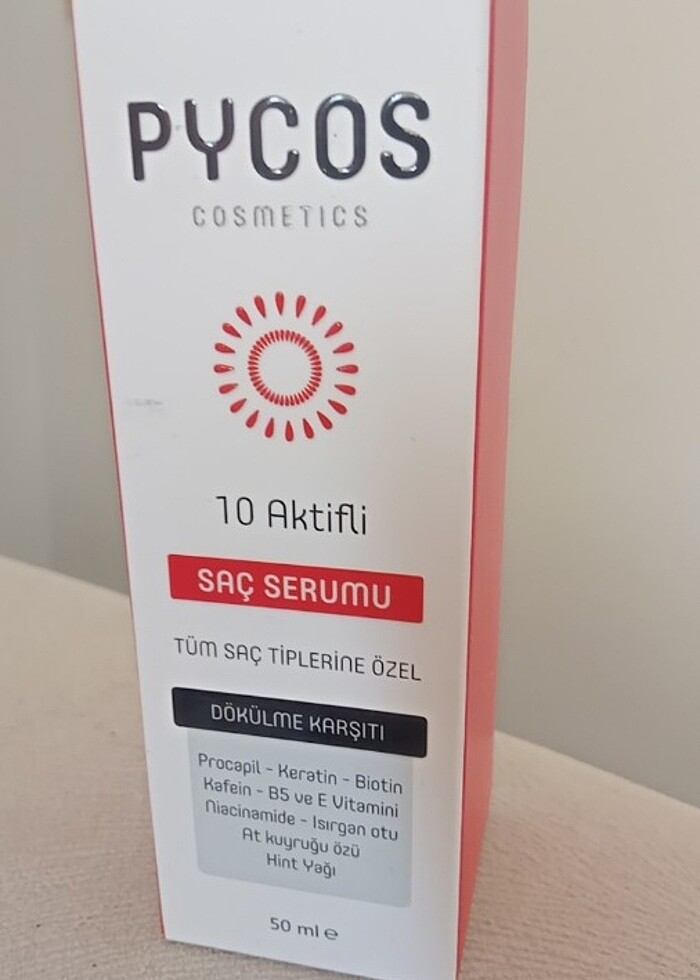 PYCOS
COSMETICS
10 Aktifli
SAÇ SERUMU
TÜM SAÇ TİPLERİNE ÖZEL
DÖKÜLME KARŞITI
Procapil - Keratin - Biotin
Kafein - B5 ve E Vitamini
Niacinamide - Isırgan otu
At kuyruğu özü
Hint Yağı
50 ml ℮